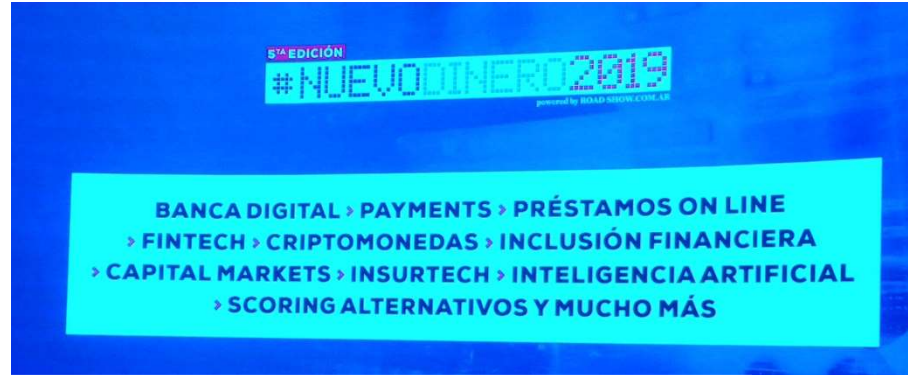 5TA EDICIÓN
#NUEVODINERO2019
powered by ROAD SHOW.COM.AR
BANCA DIGITAL > PAYMENTS > PRÉSTAMOS ON LINE
> FINTECH > CRIPTOMONEDAS > INCLUSIÓN FINANCIERA
> CAPITAL MARKETS > INSURTECH > INTELIGENCIA ARTIFICIAL
> SCORING ALTERNATIVOS Y MUCHO MÁS